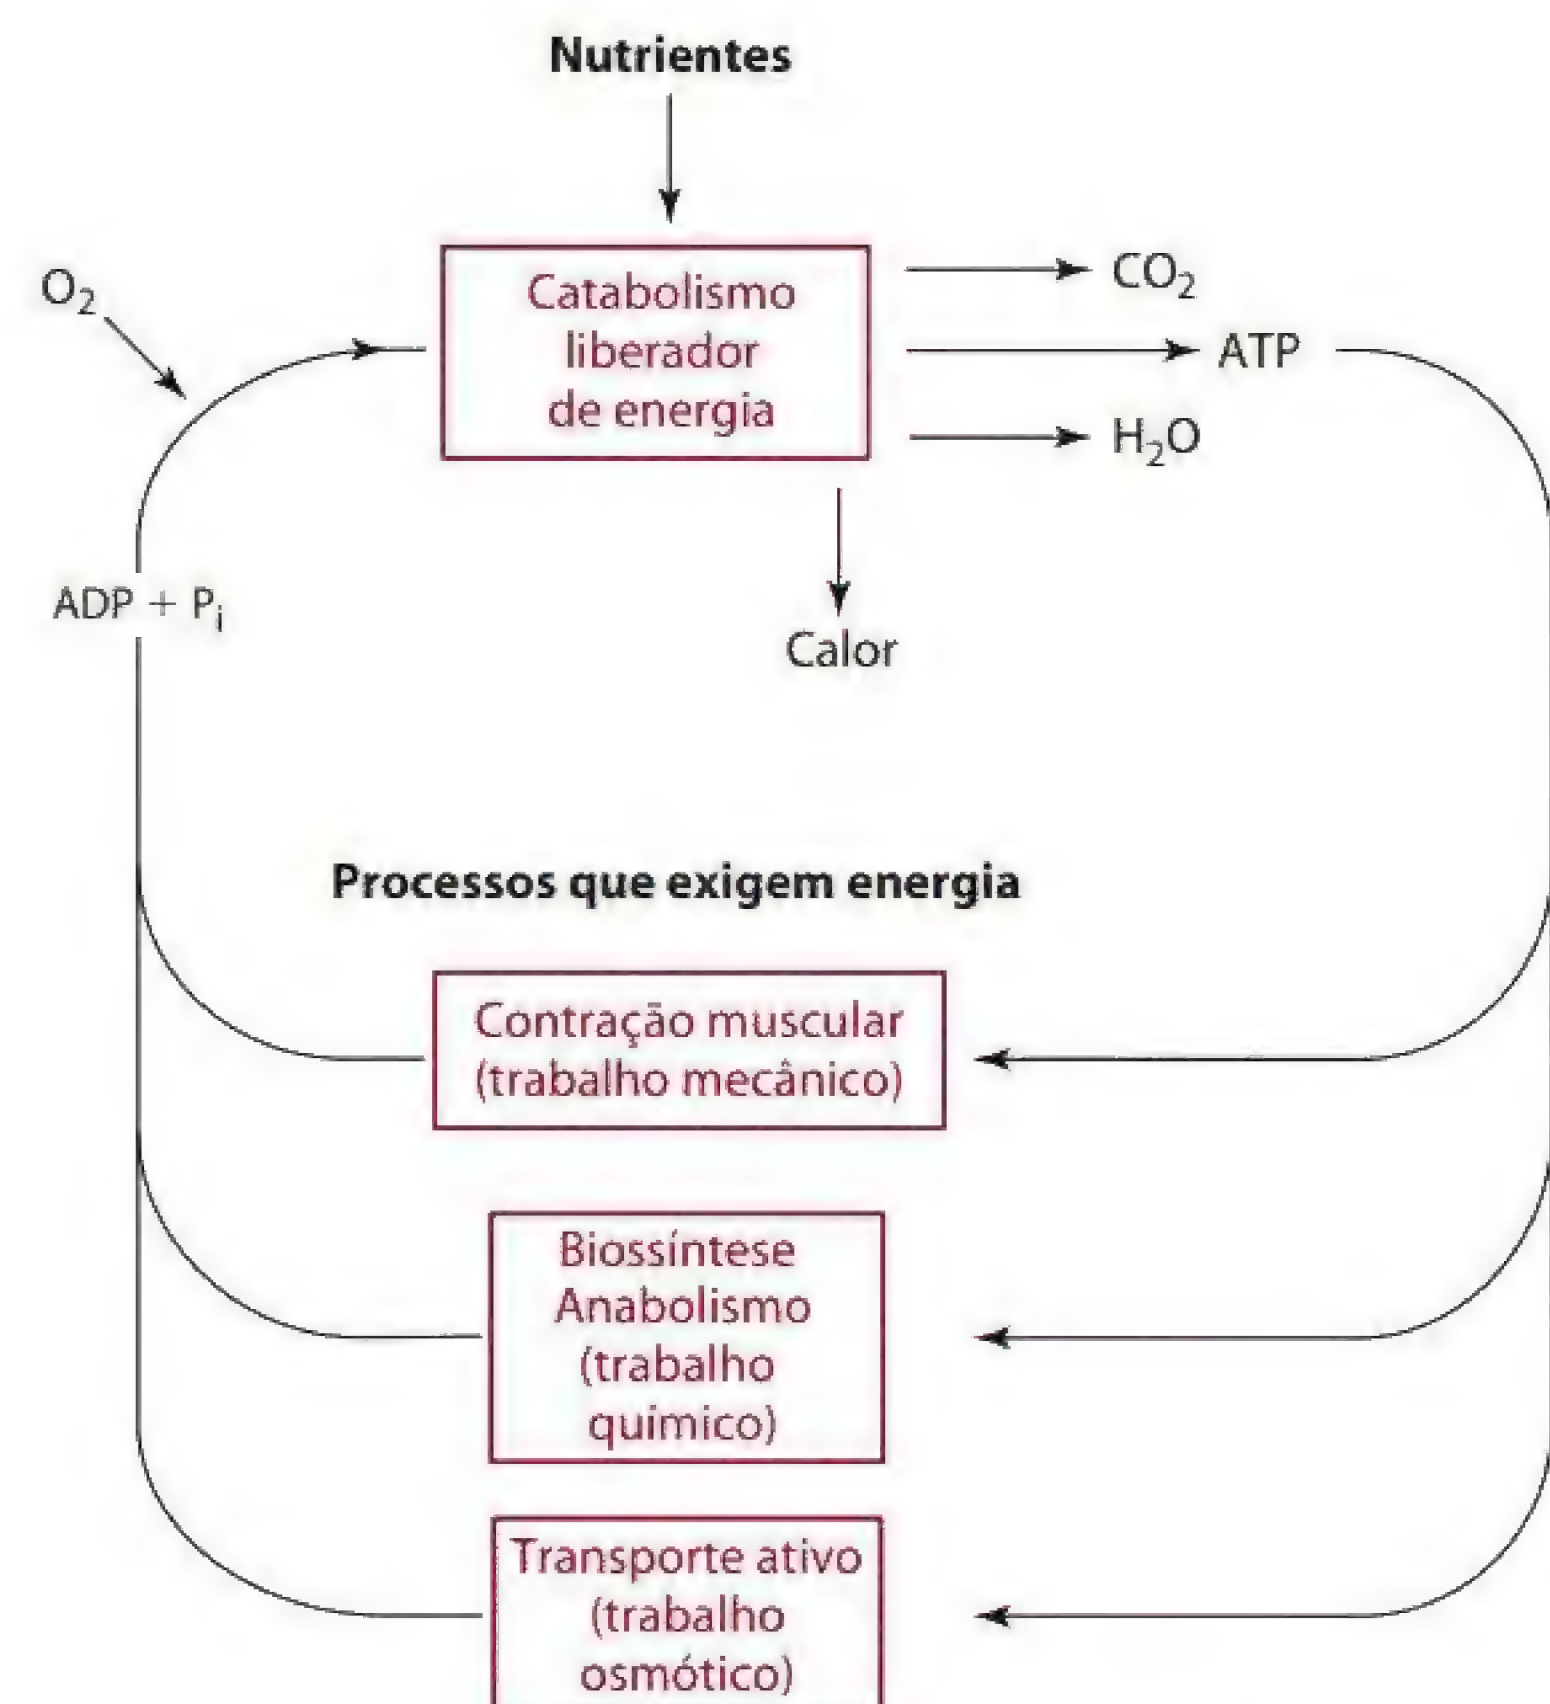 Nutrientes
O₂
Catabolismo
liberador
de energia
CO₂
ATP
H₂O
ADP + Pᵢ
Calor
Processos que exigem energia
Contração muscular
(trabalho mecânico)
Biossíntese
Anabolismo
(trabalho
químico)
Transporte ativo
(trabalho
osmótico)